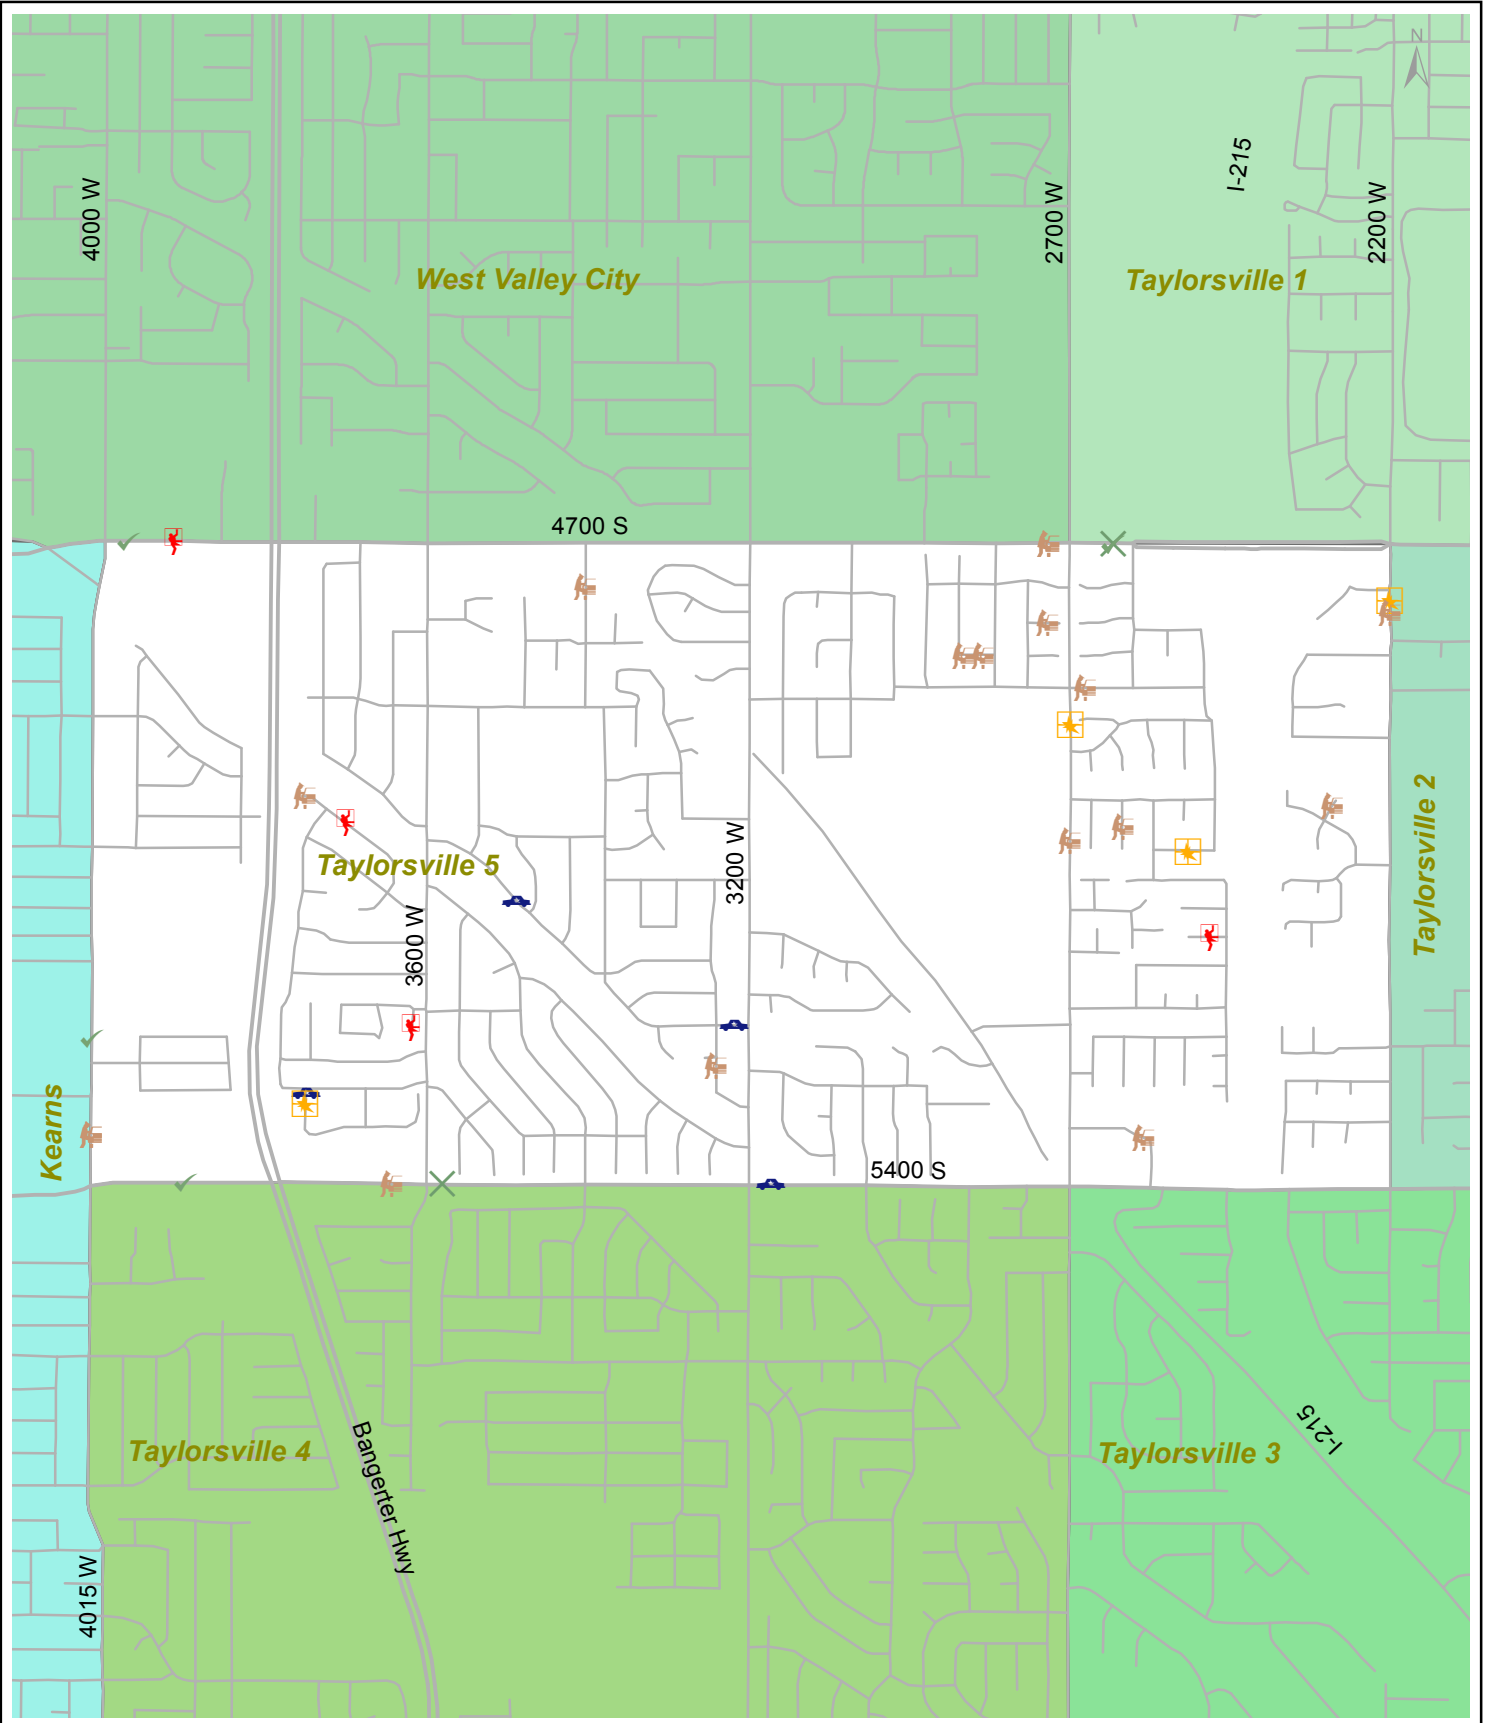 N
I-215
4000 W
2700 W
2200 W
West Valley City
Taylorsville 1
4700 S
Taylorsville 2
3200 W
Taylorsville 5
3600 W
Kearns
5400 S
Taylorsville 4
Bangerter Hwy
Taylorsville 3
I-215
4015 W